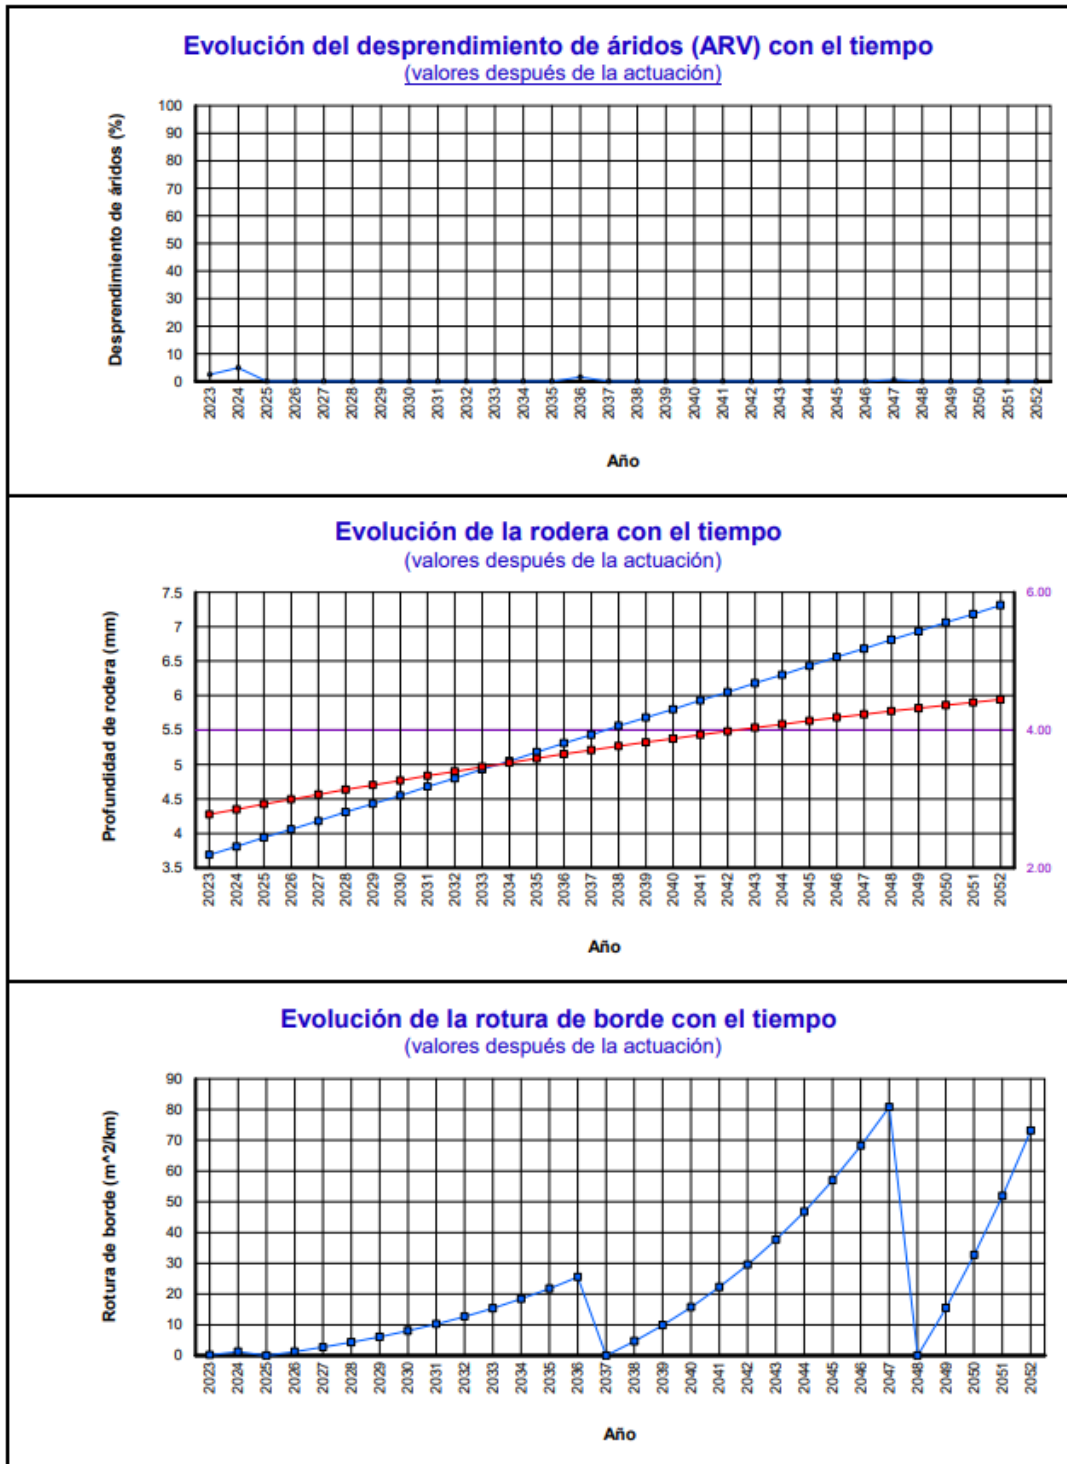 Evolución del desprendimiento de áridos (ARV) con el tiempo
(valores después de la actuación)
Desprendimiento de áridos (%)
100
90
80
70
60
50
40
30
20
10
0
2023 2024 2025 2026 2027 2028 2029 2030 2031 2032 2033 2034 2035 2036 2037 2038 2039 2040 2041 2042 2043 2044 2045 2046 2047 2048 2049 2050 2051 2052
Año
Evolución de la rodera con el tiempo
(valores después de la actuación)
Profundidad de rodera (mm)
7.5 6.00
7
6.5
6
5.5 4.00
5
4.5
4
3.5 2.00
2023 2024 2025 2026 2027 2028 2029 2030 2031 2032 2033 2034 2035 2036 2037 2038 2039 2040 2041 2042 2043 2044 2045 2046 2047 2048 2049 2050 2051 2052
Año
Evolución de la rotura de borde con el tiempo
(valores después de la actuación)
Rotura de borde (m^2/km)
90
80
70
60
50
40
30
20
10
0
2023 2024 2025 2026 2027 2028 2029 2030 2031 2032 2033 2034 2035 2036 2037 2038 2039 2040 2041 2042 2043 2044 2045 2046 2047 2048 2049 2050 2051 2052
Año